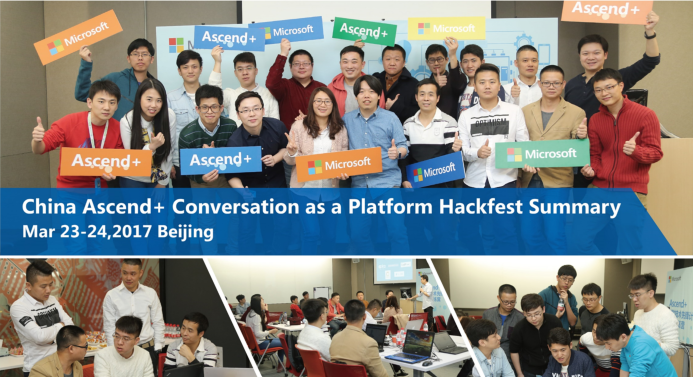 Microsoft
Ascend+
Microsoft
Ascend+
Microsoft
Ascend+
Ascend+
Ascend+
Microsoft
Microsoft
Microsoft
China Ascend+ Conversation as a Platform Hackfest Summary
Mar 23-24,2017 Beijing